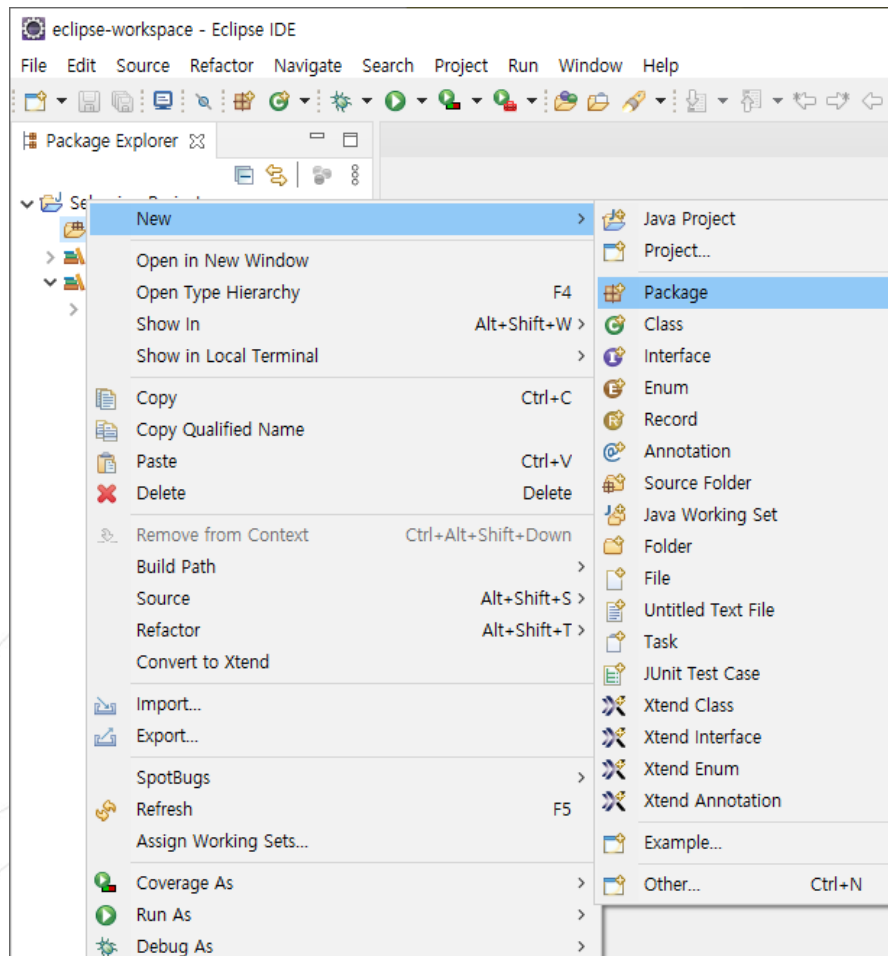 eclipse-workspace - Eclipse IDE
File Edit Source Refactor Navigate Search Project Run Window Help
Package Explorer
New
Open in New Window
Open Type Hierarchy F4
Show In Alt+Shift+W >
Show in Local Terminal >
Copy Ctrl+C
Copy Qualified Name
Paste Ctrl+V
Delete Delete
Remove from Context Ctrl+Alt+Shift+Down
Build Path >
Source Alt+Shift+S >
Refactor Alt+Shift+T >
Convert to Xtend
Import...
Export...
SpotBugs >
Refresh F5
Assign Working Sets...
Coverage As >
Run As >
Debug As >
Java Project
Project...
Package
Class
Interface
Enum
Record
Annotation
Source Folder
Java Working Set
Folder
File
Untitled Text File
Task
JUnit Test Case
Xtend Class
Xtend Interface
Xtend Enum
Xtend Annotation
Example...
Other... Ctrl+N